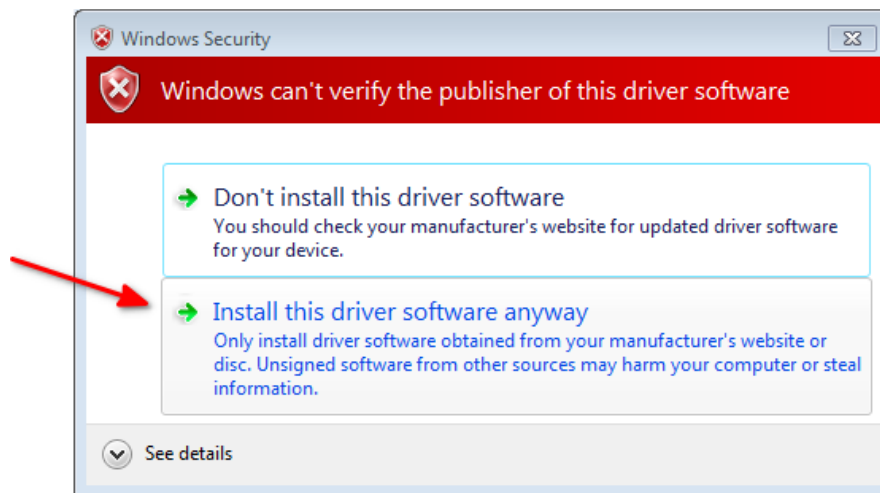 Windows Security
Windows can't verify the publisher of this driver software
Don't install this driver software
You should check your manufacturer's website for updated driver software
for your device.
Install this driver software anyway
Only install driver software obtained from your manufacturer's website or
disc. Unsigned software from other sources may harm your computer or steal
information.
See details